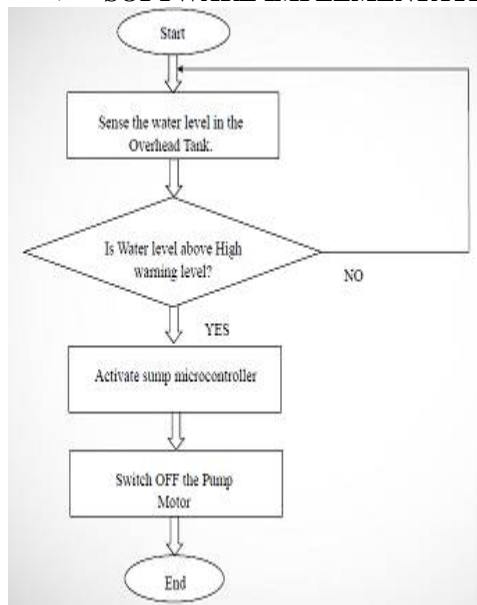 Start
Sense the water level in the
Overhead Tank.
Is Water level above High
warning level?
NO
YES
Activate sump microcontroller
Switch OFF the Pump
Motor
End